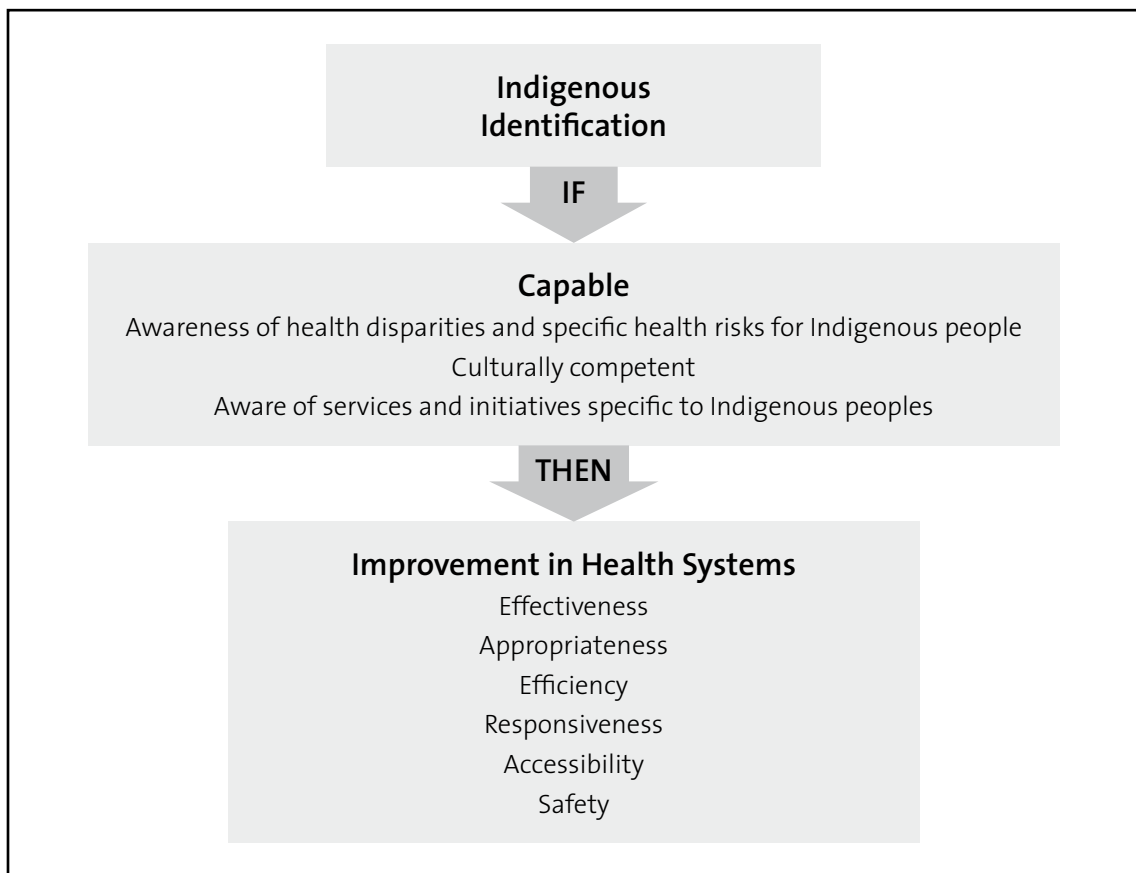 Indigenous
Identification
IF
Capable
Awareness of health disparities and specific health risks for Indigenous people
Culturally competent
Aware of services and initiatives specific to Indigenous peoples
THEN
Improvement in Health Systems
Effectiveness
Appropriateness
Efficiency
Responsiveness
Accessibility
Safety